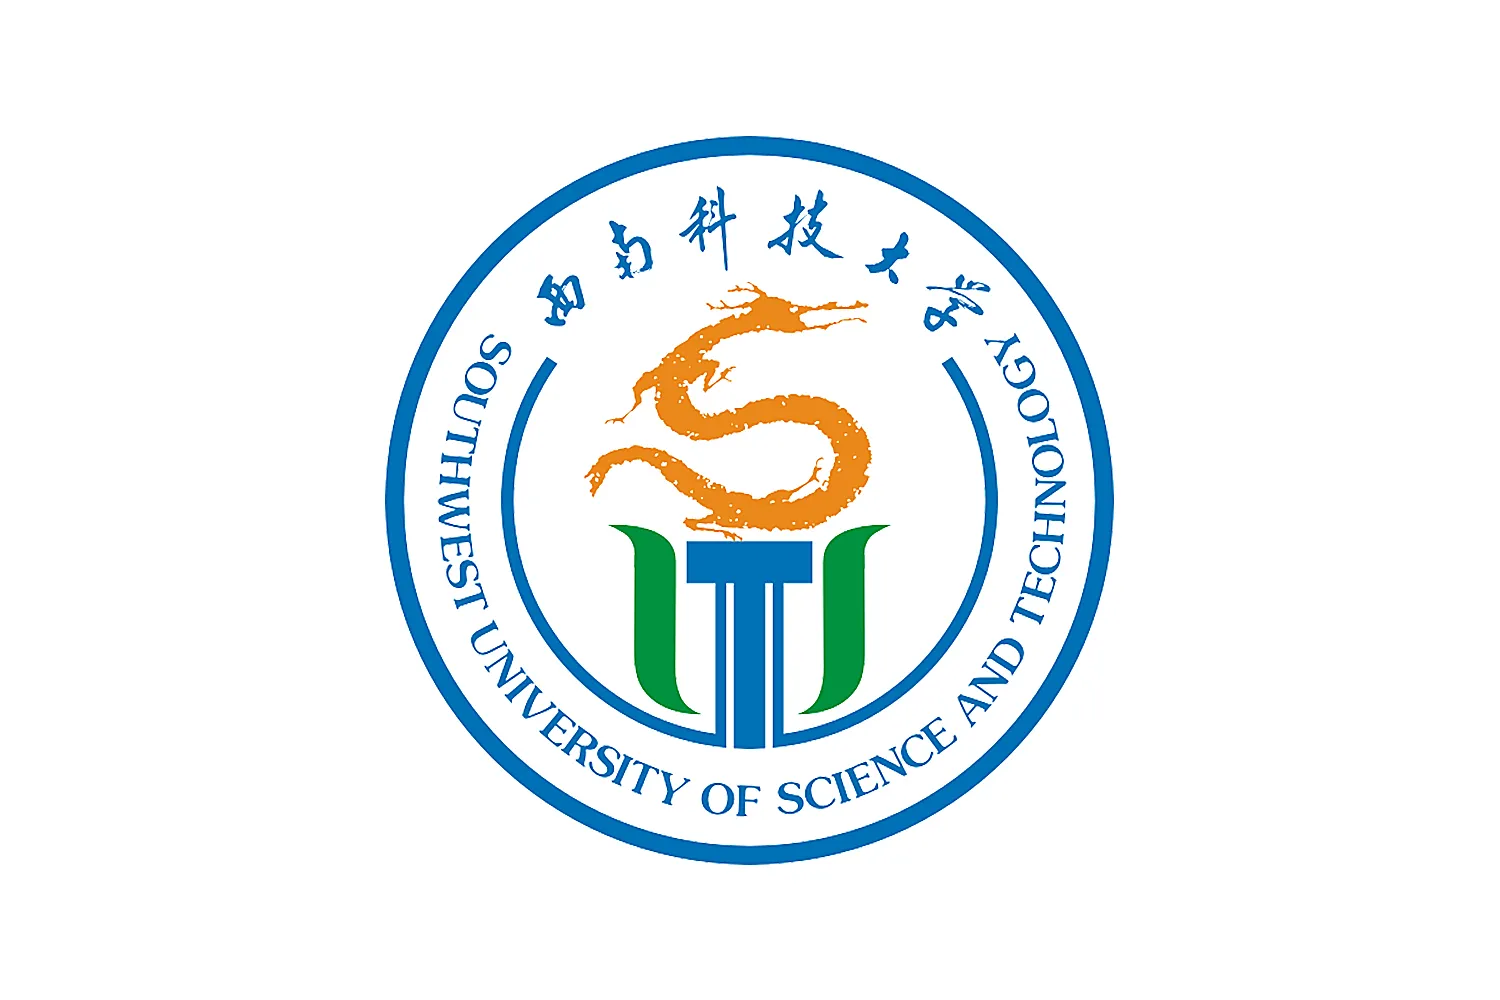 西南科技大学
SOUTHWEST UNIVERSITY OF SCIENCE AND TECHNOLOGY